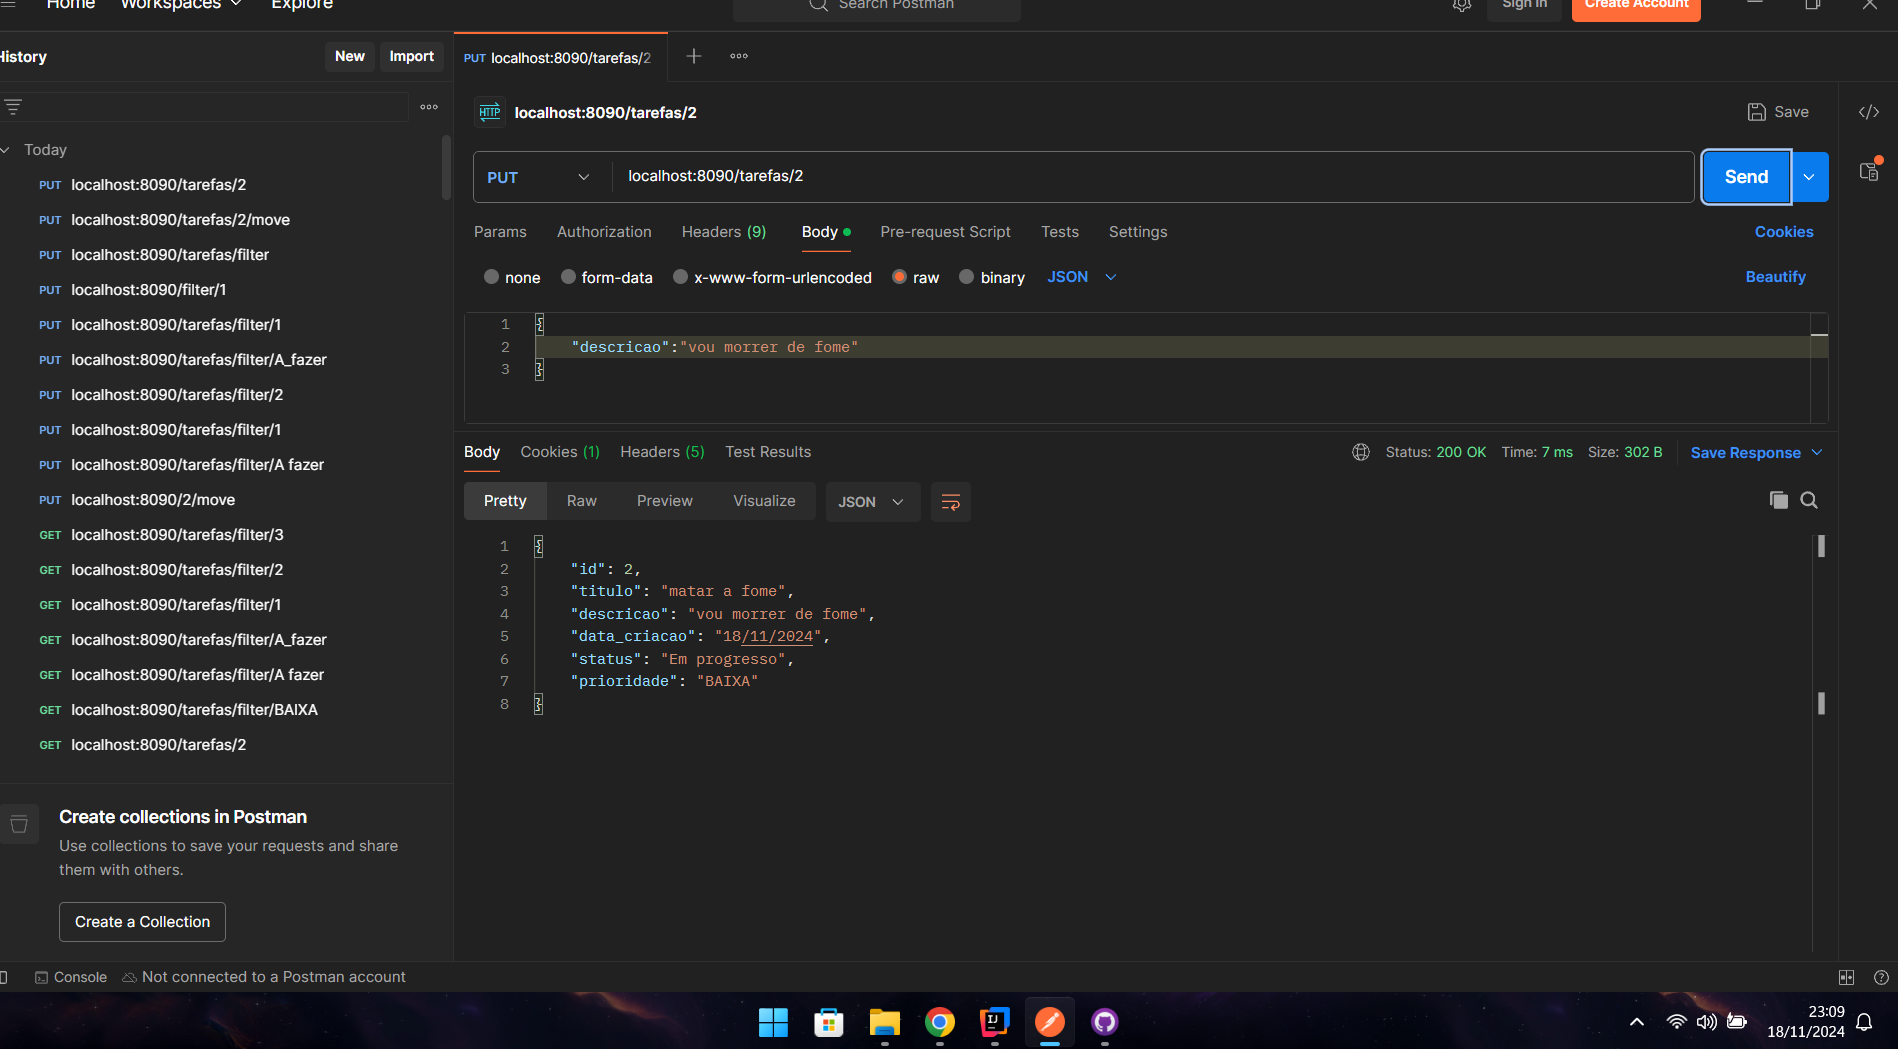 Home Workspaces Explore Search Postman Sign In Create Account
History New Import
PUT localhost:8090/tarefas/2
HTTP localhost:8090/tarefas/2 Save
Today
PUT localhost:8090/tarefas/2
PUT localhost:8090/tarefas/2/move
PUT localhost:8090/tarefas/filter
PUT localhost:8090/filter/1
PUT localhost:8090/tarefas/filter/1
PUT localhost:8090/tarefas/filter/A_fazer
PUT localhost:8090/tarefas/filter/2
PUT localhost:8090/tarefas/filter/1
PUT localhost:8090/tarefas/filter/A fazer
PUT localhost:8090/2/move
GET localhost:8090/tarefas/filter/3
GET localhost:8090/tarefas/filter/2
GET localhost:8090/tarefas/filter/1
GET localhost:8090/tarefas/filter/A_fazer
GET localhost:8090/tarefas/filter/A fazer
GET localhost:8090/tarefas/filter/BAIXA
GET localhost:8090/tarefas/2
Create collections in Postman
Use collections to save your requests and share
them with others.
Create a Collection
PUT localhost:8090/tarefas/2 Send
Params Authorization Headers (9) Body Pre-request Script Tests Settings Cookies
none form-data x-www-form-urlencoded raw binary JSON Beautify
1 {
2 "descricao":"vou morrer de fome"
3 }
Body Cookies (1) Headers (5) Test Results Status: 200 OK Time: 7 ms Size: 302 B Save Response
Pretty Raw Preview Visualize JSON
1 {
2 "id": 2,
3 "titulo": "matar a fome",
4 "descricao": "vou morrer de fome",
5 "data_criacao": "18/11/2024",
6 "status": "Em progresso",
7 "prioridade": "BAIXA"
8 }
Console Not connected to a Postman account
23:09
18/11/2024